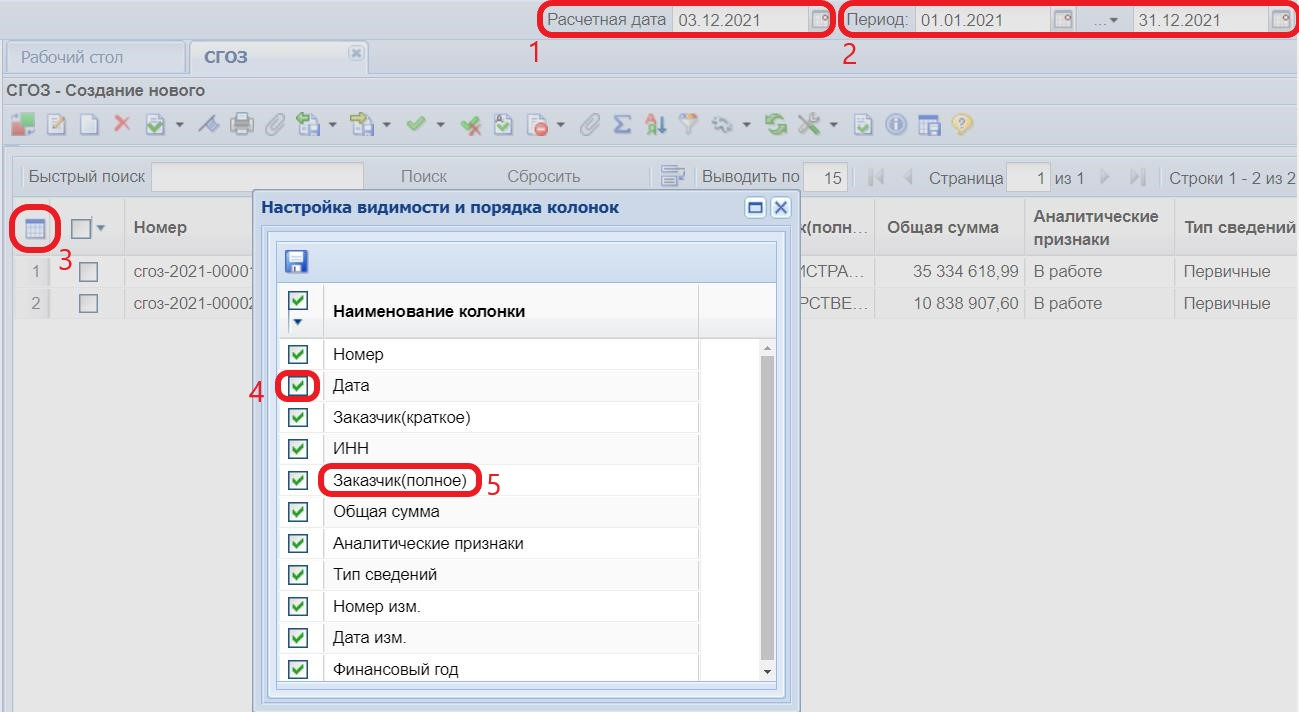 Расчетная дата 03.12.2021 Период: 01.01.2021 ... 31.12.2021
1 2
Рабочий стол СГОЗ
СГОЗ - Создание нового
Быстрый поиск Поиск Сбросить Выводить по 15 Страница 1 из 1 Строки 1 - 2 из 2
Номер к(полн... Общая сумма Аналитические признаки Тип сведений
3
1 сгоз-2021-00001 ИСТРА... 35 334 618,99 В работе Первичные
2 сгоз-2021-00002 РСТВЕ... 10 838 907,60 В работе Первичные
Настройка видимости и порядка колонок
Наименование колонки
Номер
4 Дата
Заказчик(краткое)
ИНН
Заказчик(полное) 5
Общая сумма
Аналитические признаки
Тип сведений
Номер изм.
Дата изм.
Финансовый год